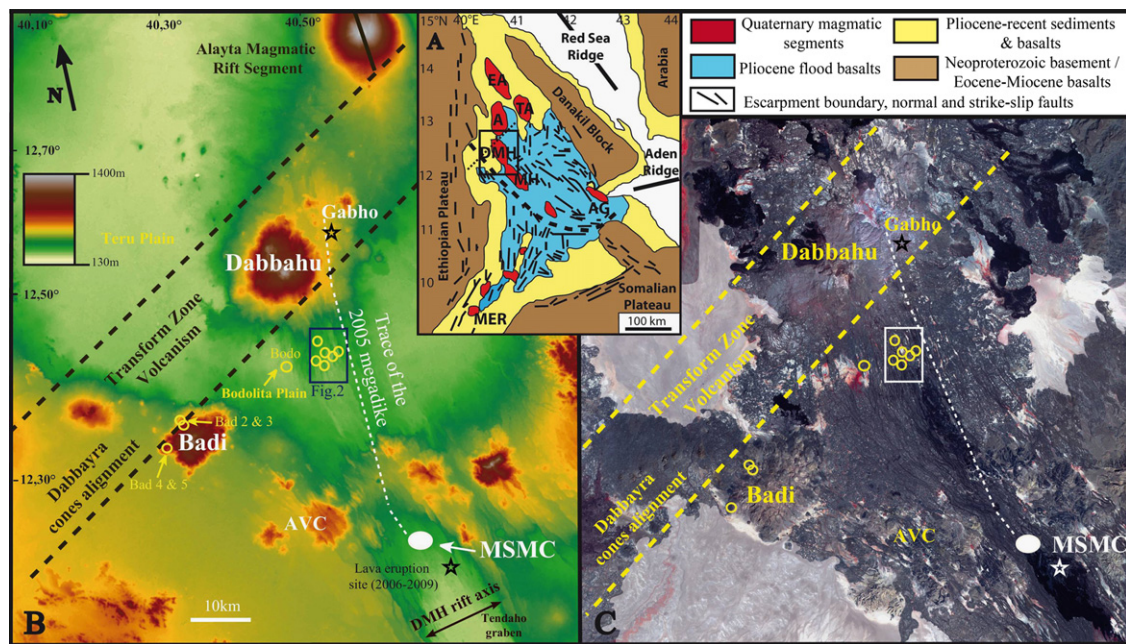 40,10
40,30
40,50
Alayta Magmatic
Rift Segment
N
12,70
1400m
130m
Teru Plain
Gabho
Dabbahu
12,50
Transform Zone
Volcanism
Trace of the
2005 megadike
Bodo
Bodolita Plain
Fig.2
Bad 2 & 3
Badi
Bad 4 & 5
12,30
Dabbayra
cones alignment
AVC
MSMC
Lava eruption
site (2006-2009)
DMH rift axis
Tendaho
graben
10km
B
15°N
40°E
41
42
43
44
A
14
13
12
11
10
Red Sea
Ridge
Arabia
EA
TA
A
Danakil Block
DMH
MH
Aden
Ridge
AG
Ethiopian Plateau
Somalian
Plateau
MER
100 km
Quaternary magmatic
segments
Pliocene flood basalts
Escarpment boundary, normal and strike-slip faults
Pliocene-recent sediments
& basalts
Neoproterozoic basement /
Eocene-Miocene
basalts
Gabho
Dabbahu
Transform Zone
Volcanism
Badi
Dabbayra
cones alignment
AVC
MSMC
C